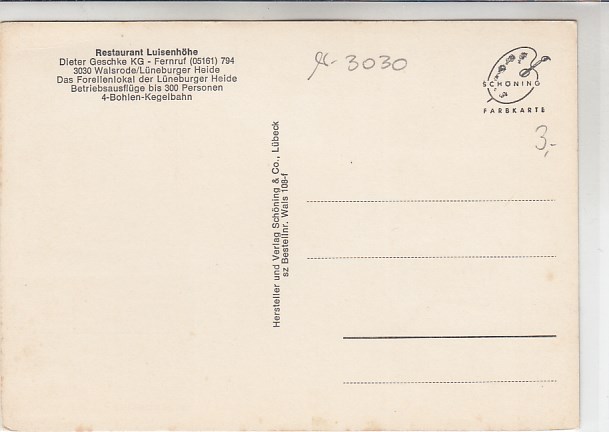 Restaurant Luisenhöhe
Dieter Geschke KG - Fernruf (05161) 794
3030 Walsrode/Lüneburger Heide
Das Forellenlokal der Lüneburger Heide
Betriebsausflüge bis 300 Personen
4-Bohlen-Kegelbahn
Hersteller und Verlag Schöning & Co., Lübeck
sz Bestellnr. Wals 108-f
3030
SCHÖNING
FARBKARTE
3,-